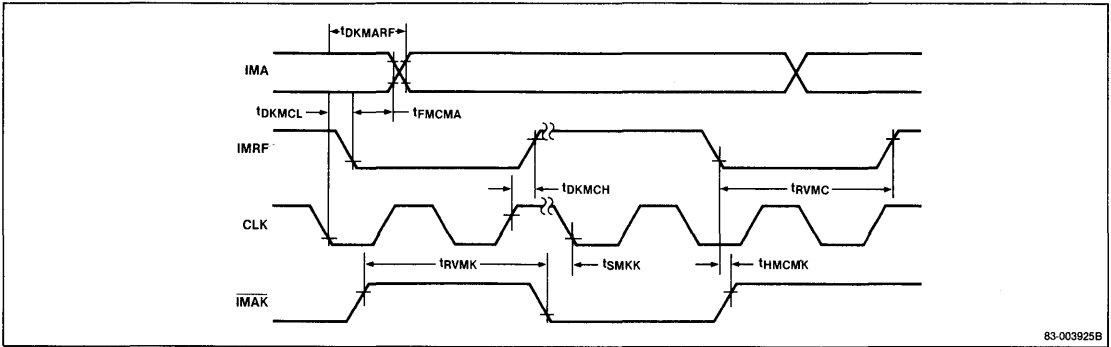 tDKMARF
IMA
tDKMCL
tFMCMA
IMRF
tDKMCH
tRVMC
CLK
tRVMK
tSMKK
tHMCMK
IMAK
83-003925B